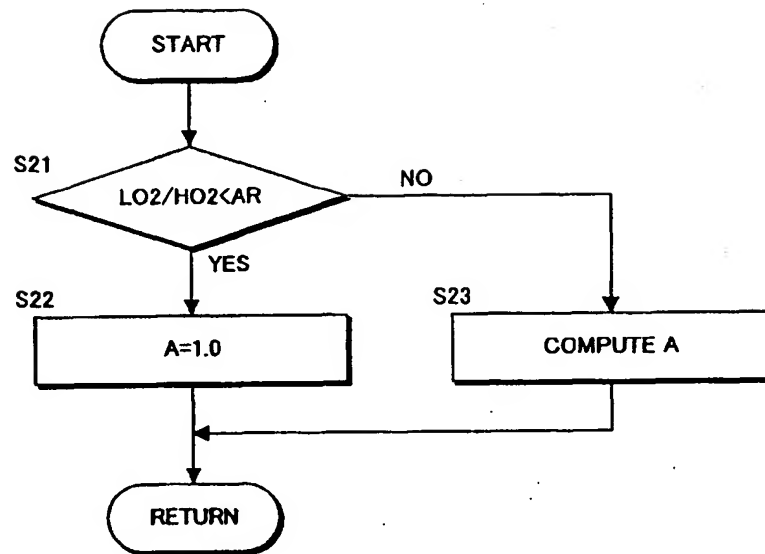 START
S21
LO2/HO2<AR
NO
YES
S22
S23
A=1.0
COMPUTE A
RETURN